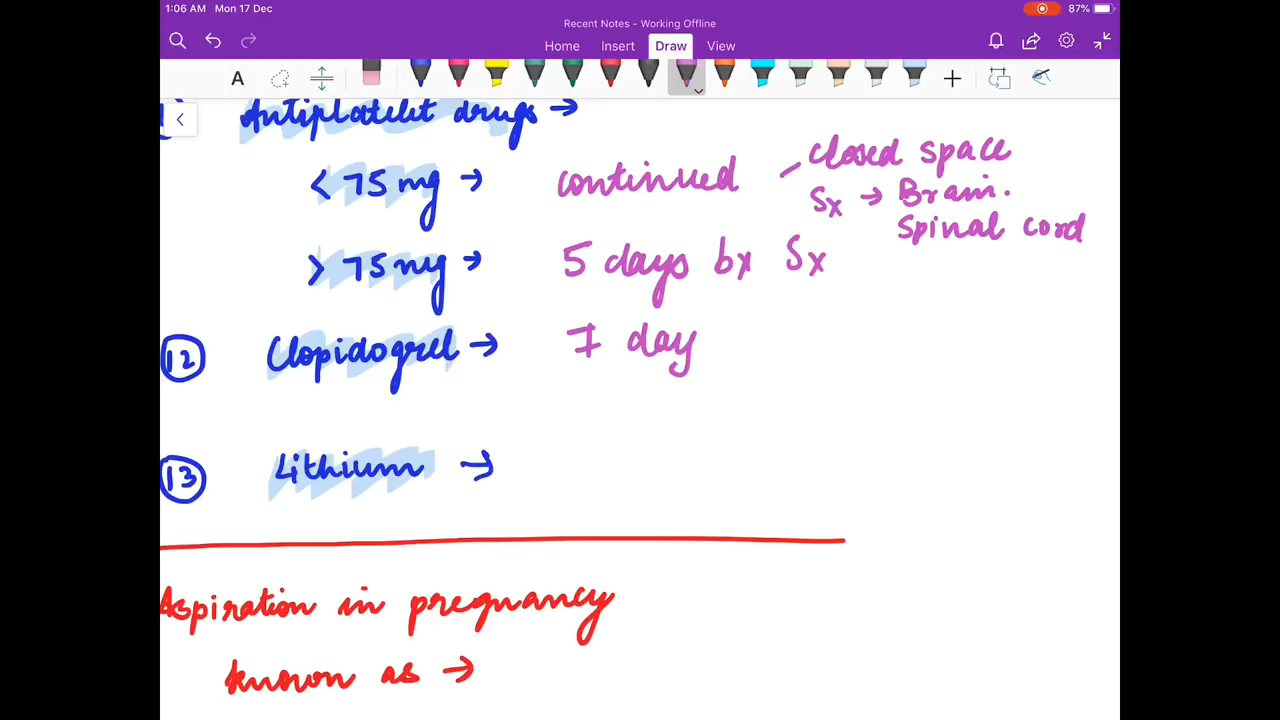 1:06 AM Mon 17 Dec 87%
Recent Notes - Working Offline
Home Insert Draw View
A
Antiplatelet drugs →
< 75 mg → continued closed space
Sx → Brain.
Spinal cord
> 75 mg → 5 days bx Sx
12 Clopidogrel → 7 day
13 Lithium →
Aspiration in pregnancy
known as →